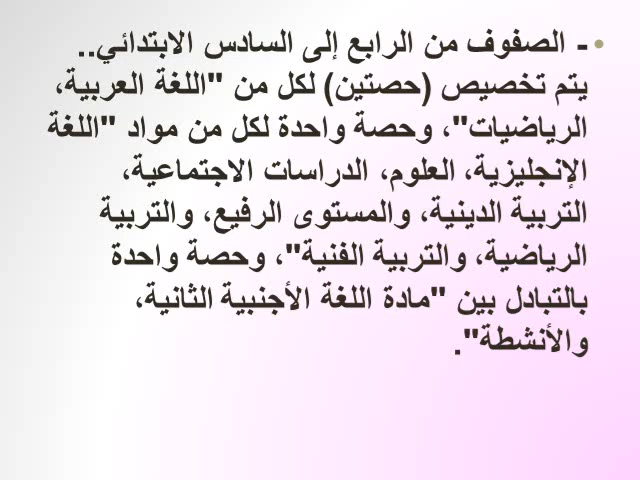 • - الصفوف من الرابع إلى السادس الابتدائي..
يتم تخصيص (حصتين) لكل من "اللغة العربية،
الرياضيات"، وحصة واحدة لكل من مواد "اللغة
الإنجليزية، العلوم، الدراسات الاجتماعية،
التربية الدينية، والمستوى الرفيع، والتربية
الرياضية، والتربية الفنية"، وحصة واحدة
بالتبادل بين "مادة اللغة الأجنبية الثانية،
والأنشطة".